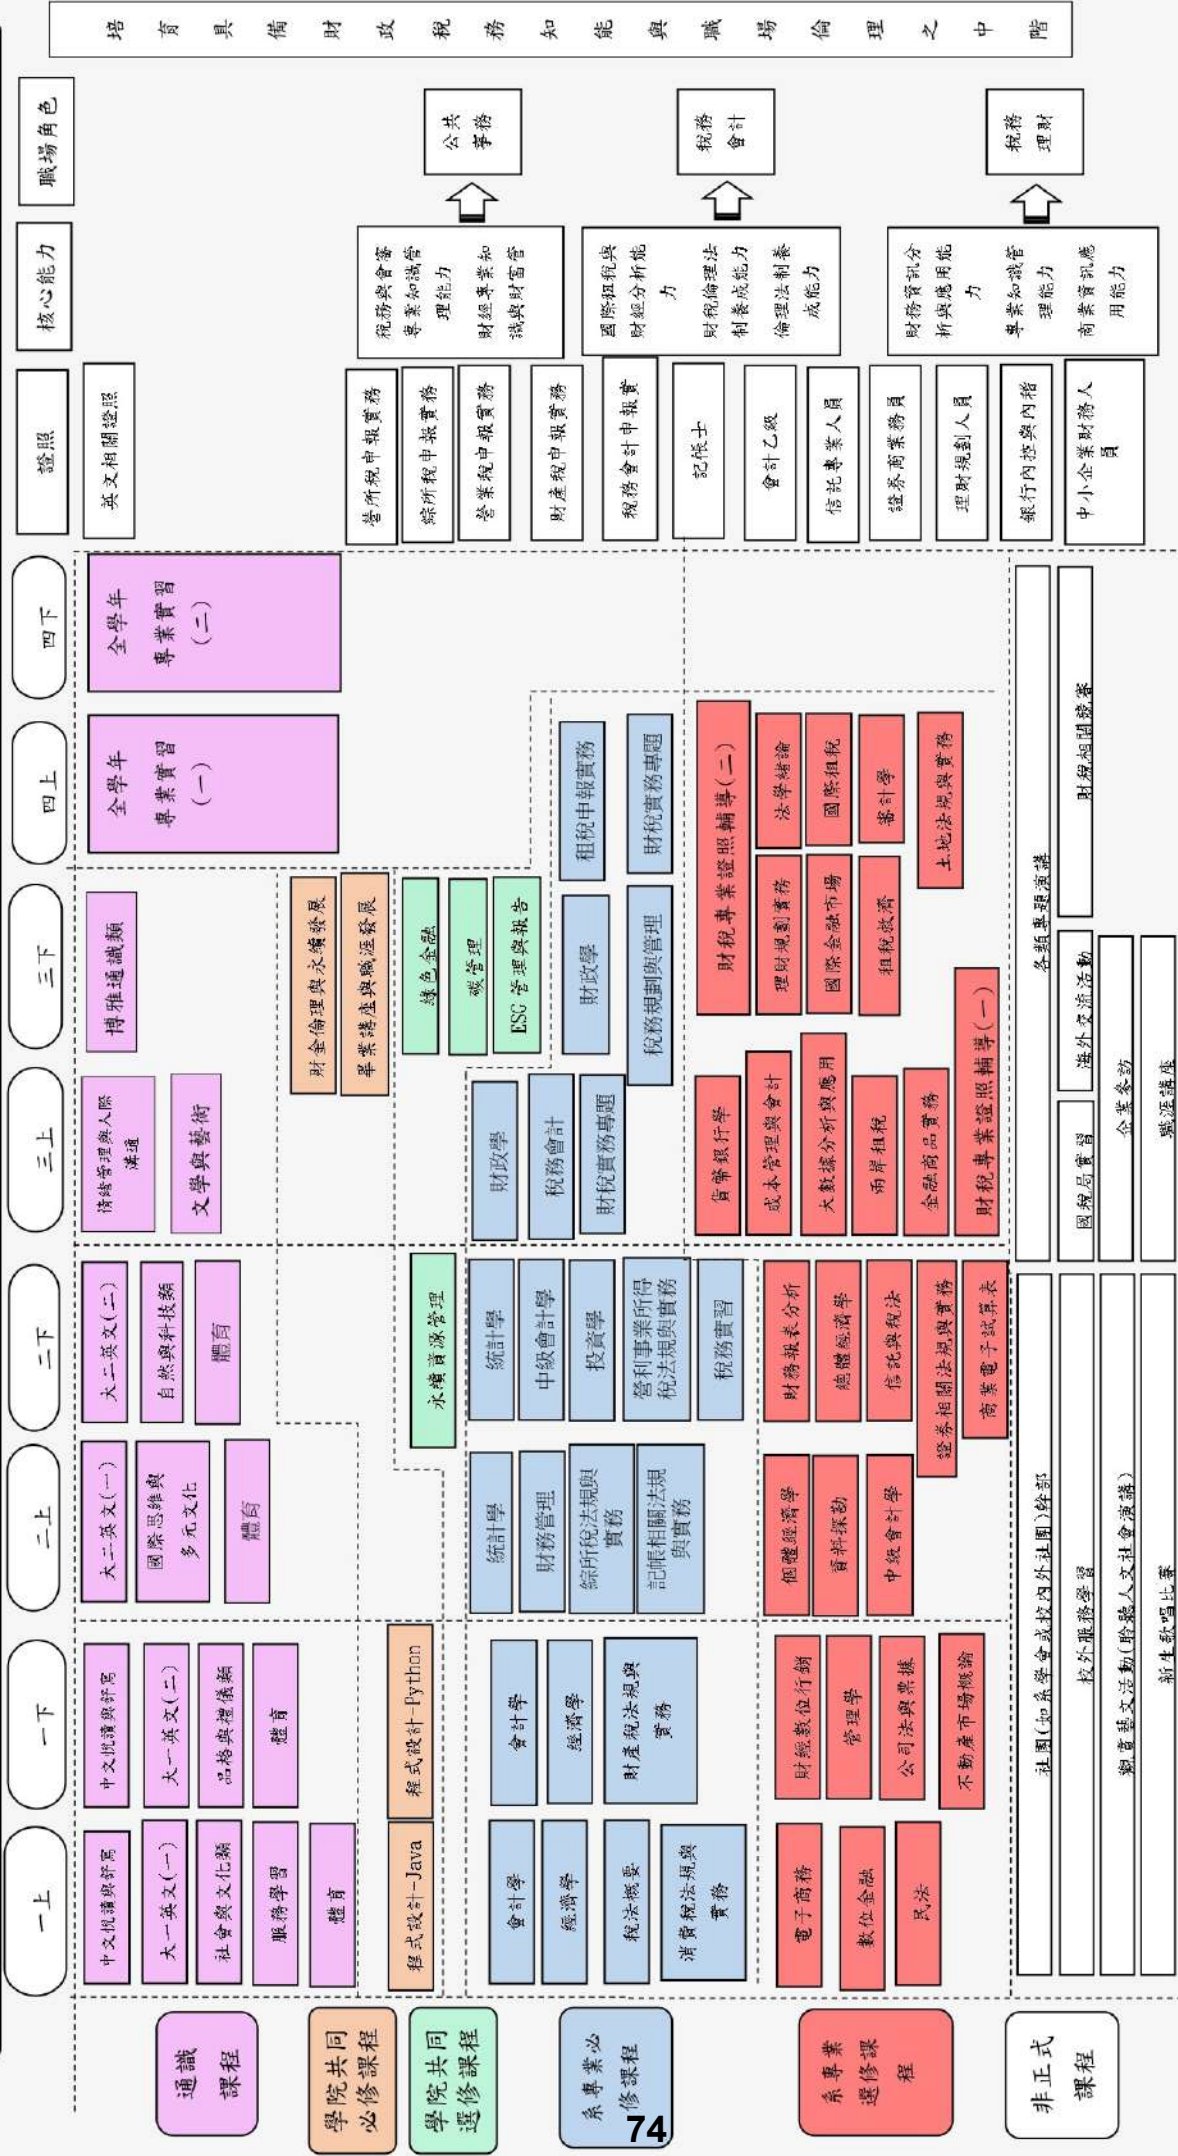 一上
一下
二上
二下
三上
三下
四上
四下
證照
核心能力
職場角色
通識
課程
中文悅讀與舒寫
大一英文(一)
社會與文化類
服務學習
體育
中文悅讀與舒寫
大一英文(二)
品格與禮儀類
體育
大二英文(一)
國際思維與
多元文化
體育
大二英文(二)
自然與科技類
體育
情緒管理與人際
溝通
文學與藝術
博雅通識類
全學年
專業實習
(一)
全學年
專業實習
(二)
學院共同
必修課程
程式設計-Java
程式設計-Python
財金倫理與永續發展
畢業講座與職涯發展
學院共同
選修課程
永續資源管理
綠色金融
碳管理
ESG 管理與報告
系專業必
修課程
會計學
經濟學
稅法概要
消費稅法規與
實務
會計學
經濟學
財產稅法規與
實務
統計學
財務管理
綜所稅法規與
實務
記帳相關法規
與實務
統計學
中級會計學
投資學
營利事業所得
稅法規與實務
稅務實習
財政學
稅務會計
財稅實務專題
財政學
稅務規劃與管理
租稅申報實務
財稅實務專題
系專業
選修課
程
電子商務
數位金融
民法
財經數位行銷
管理學
公司法與票據
不動產市場概論
個體經濟學
資料探勘
中級會計學
財務報表分析
總體經濟學
信託與稅法
證券相關法規與實務
商業電子試算表
貨幣銀行學
成本管理與會計
大數據分析與應用
兩岸租稅
金融商品實務
財稅專業證照輔導(一)
財稅專業證照輔導(二)
理財規劃實務
國際金融市場
租稅救濟
法學緒論
國際租稅
審計學
土地法規與實務
非正式
課程
社團(如系學會或校內外社團)幹部
校外服務學習
觀賞藝文活動(聆聽人文社會演講)
新生歌唱比賽
各類專題演講
國稅局實習
海外交流活動
財稅相關競賽
企業參訪
職涯講座
英文相關證照
營所稅申報實務
綜所稅申報實務
營業稅申報實務
財產稅申報實務
稅務會計申報實
記帳士
會計乙級
信託專業人員
證券商業務員
理財規劃人員
銀行內控與內稽
中小企業財務人
員
稅務與會審
專業知識管
理能力
財經專業知
識與財富管
國際租稅與
財經分析能
力
財稅倫理法
制養成能力
倫理法制養
成能力
財務資訊分
析與應用能
力
專業知識管
理能力
商業資訊應
用能力
公共
事務
稅務
會計
稅務
理財
培育具備財政稅務知能與職場倫理之中階
74